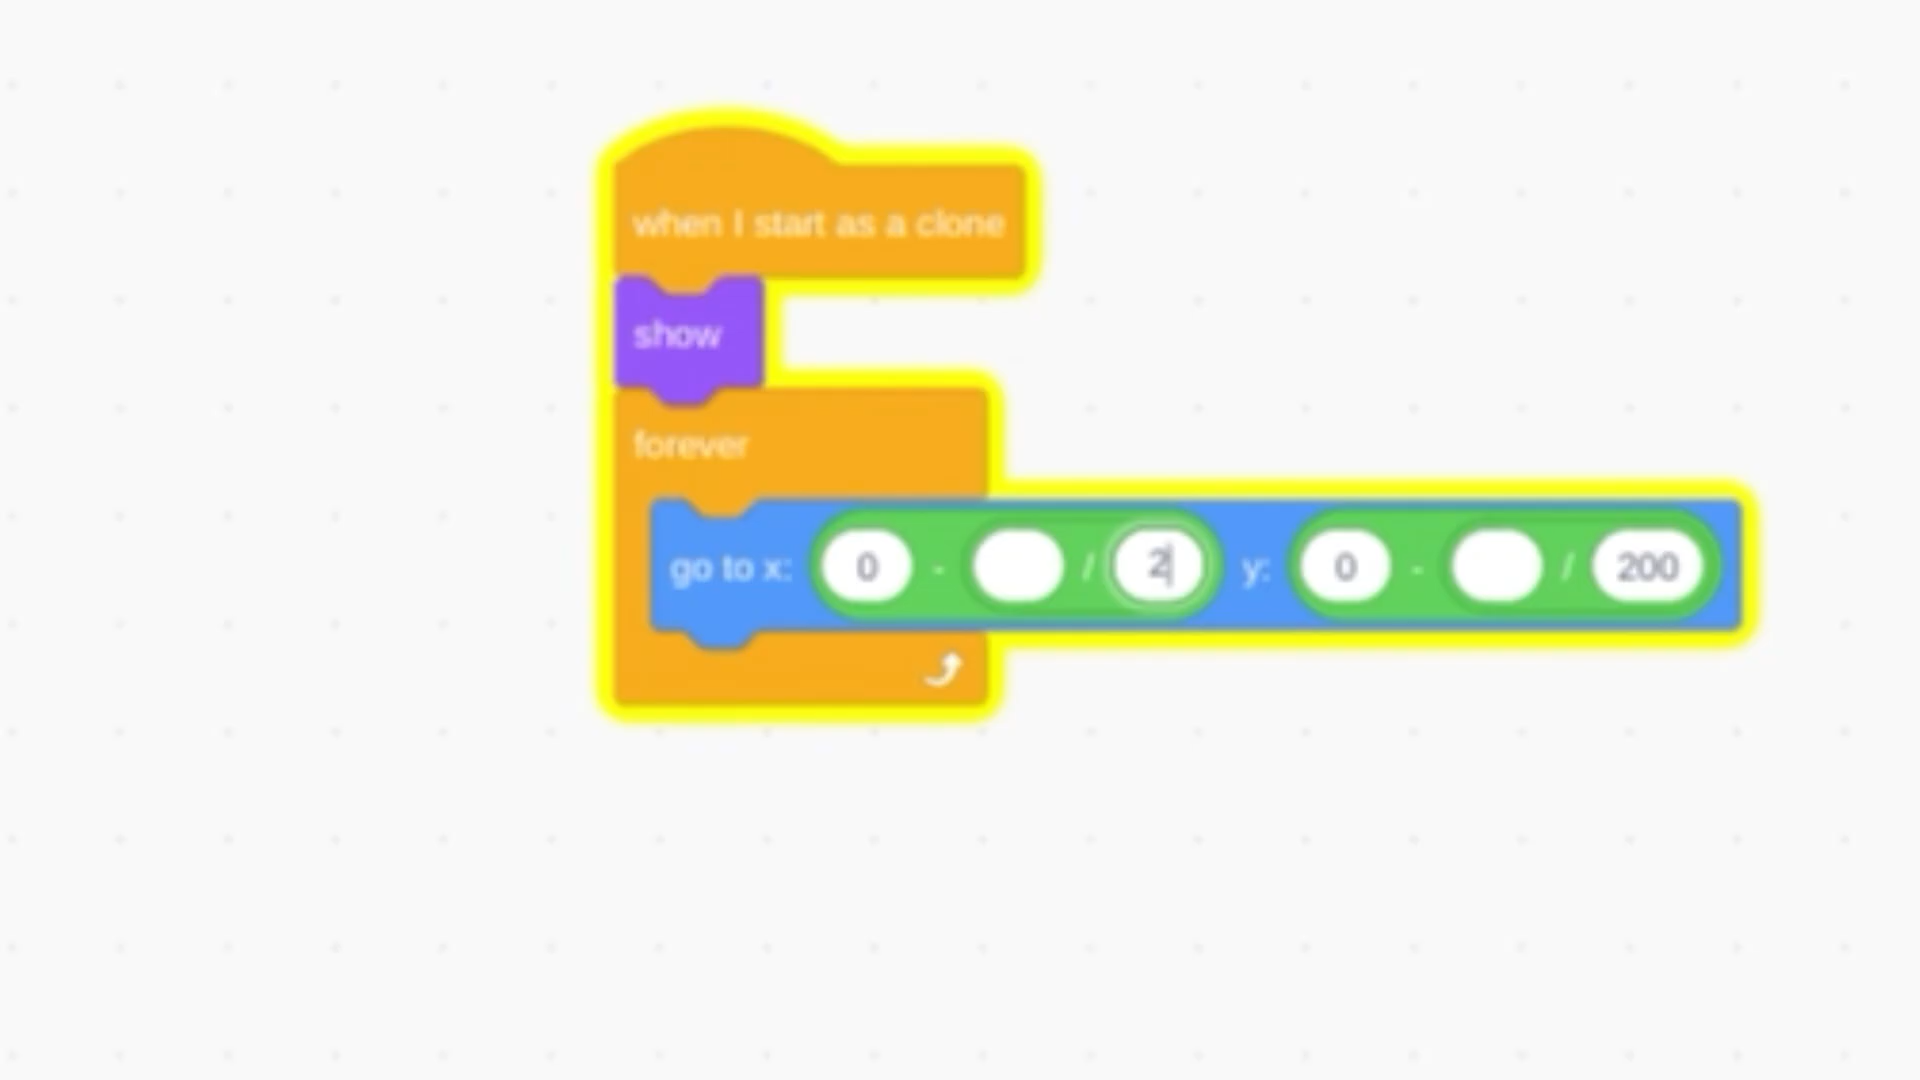 when I start as a clone
show
forever
go to x: 0 - / 2 y: 0 - / 200